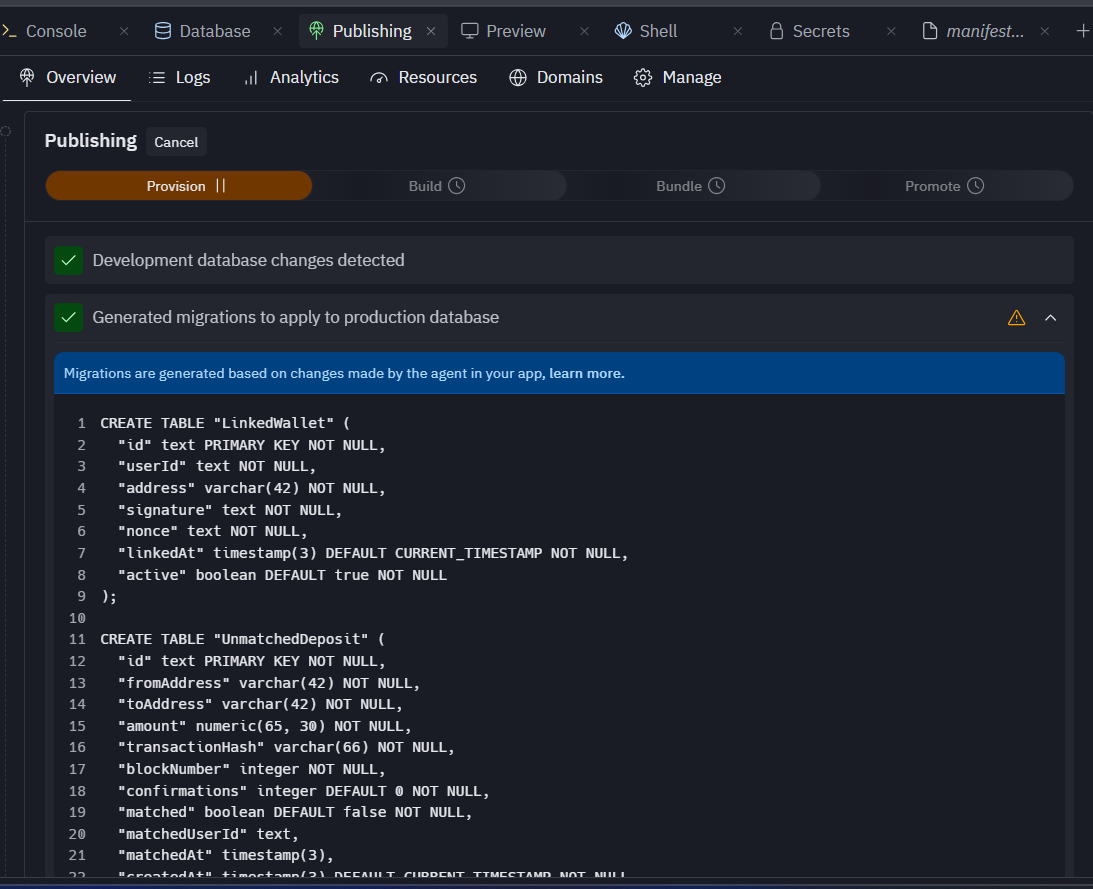 Console
Database
Publishing
Preview
Shell
Secrets
manifest...
Overview
Logs
Analytics
Resources
Domains
Manage
Publishing Cancel
Provision
Build
Bundle
Promote
Development database changes detected
Generated migrations to apply to production database
Migrations are generated based on changes made by the agent in your app, learn more.
1 CREATE TABLE "LinkedWallet" (
2 "id" text PRIMARY KEY NOT NULL,
3 "userId" text NOT NULL,
4 "address" varchar(42) NOT NULL,
5 "signature" text NOT NULL,
6 "nonce" text NOT NULL,
7 "linkedAt" timestamp(3) DEFAULT CURRENT_TIMESTAMP NOT NULL,
8 "active" boolean DEFAULT true NOT NULL
9 );
10
11 CREATE TABLE "UnmatchedDeposit" (
12 "id" text PRIMARY KEY NOT NULL,
13 "fromAddress" varchar(42) NOT NULL,
14 "toAddress" varchar(42) NOT NULL,
15 "amount" numeric(65, 30) NOT NULL,
16 "transactionHash" varchar(66) NOT NULL,
17 "blockNumber" integer NOT NULL,
18 "confirmations" integer DEFAULT 0 NOT NULL,
19 "matched" boolean DEFAULT false NOT NULL,
20 "matchedUserId" text,
21 "matchedAt" timestamp(3),
22 "createdAt" timestamp(3) DEFAULT CURRENT_TIMESTAMP NOT NULL